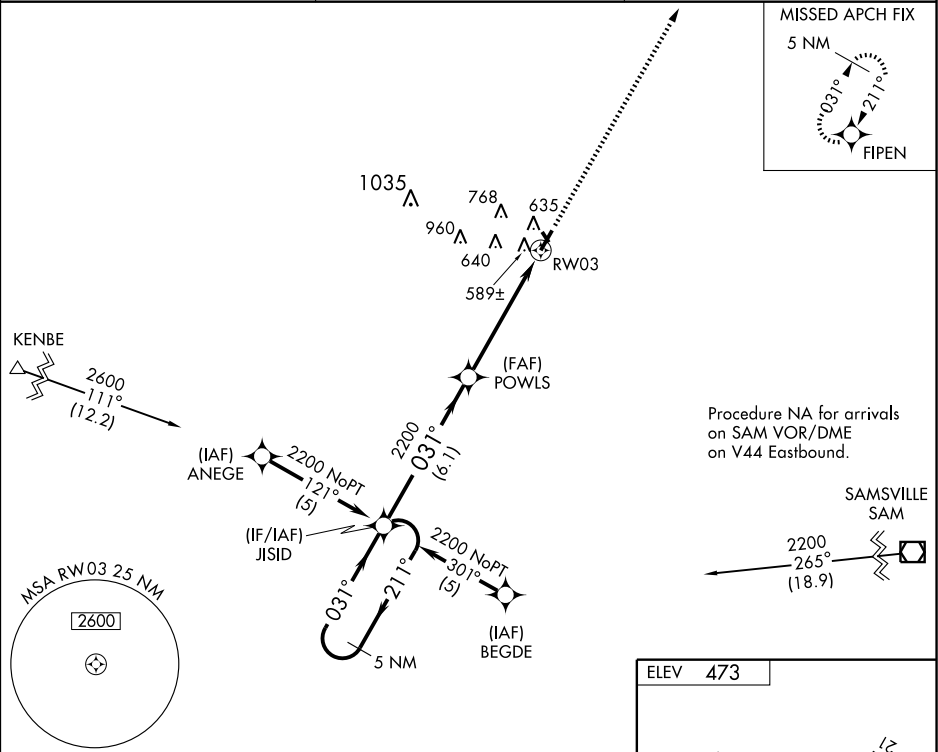 MISSED APCH FIX
5 NM
031°
211°
FIPEN
1035
768
635
960
640
589±
RW03
KENBE
2600
111°
(12.2)
(FAF)
POWLS
2200
031°
(6.1)
Procedure NA for arrivals
on SAM VOR/DME
on V44 Eastbound.
(IAF)
ANEGE
2200 NoPT
121°
(5)
(IF/IAF)
JISID
2200 NoPT
301°
(5)
(IAF)
BEGDE
031°
211°
5 NM
SAMSVILLE
SAM
2200
265°
(18.9)
MSA RW03 25 NM
2600
ELEV 473
21